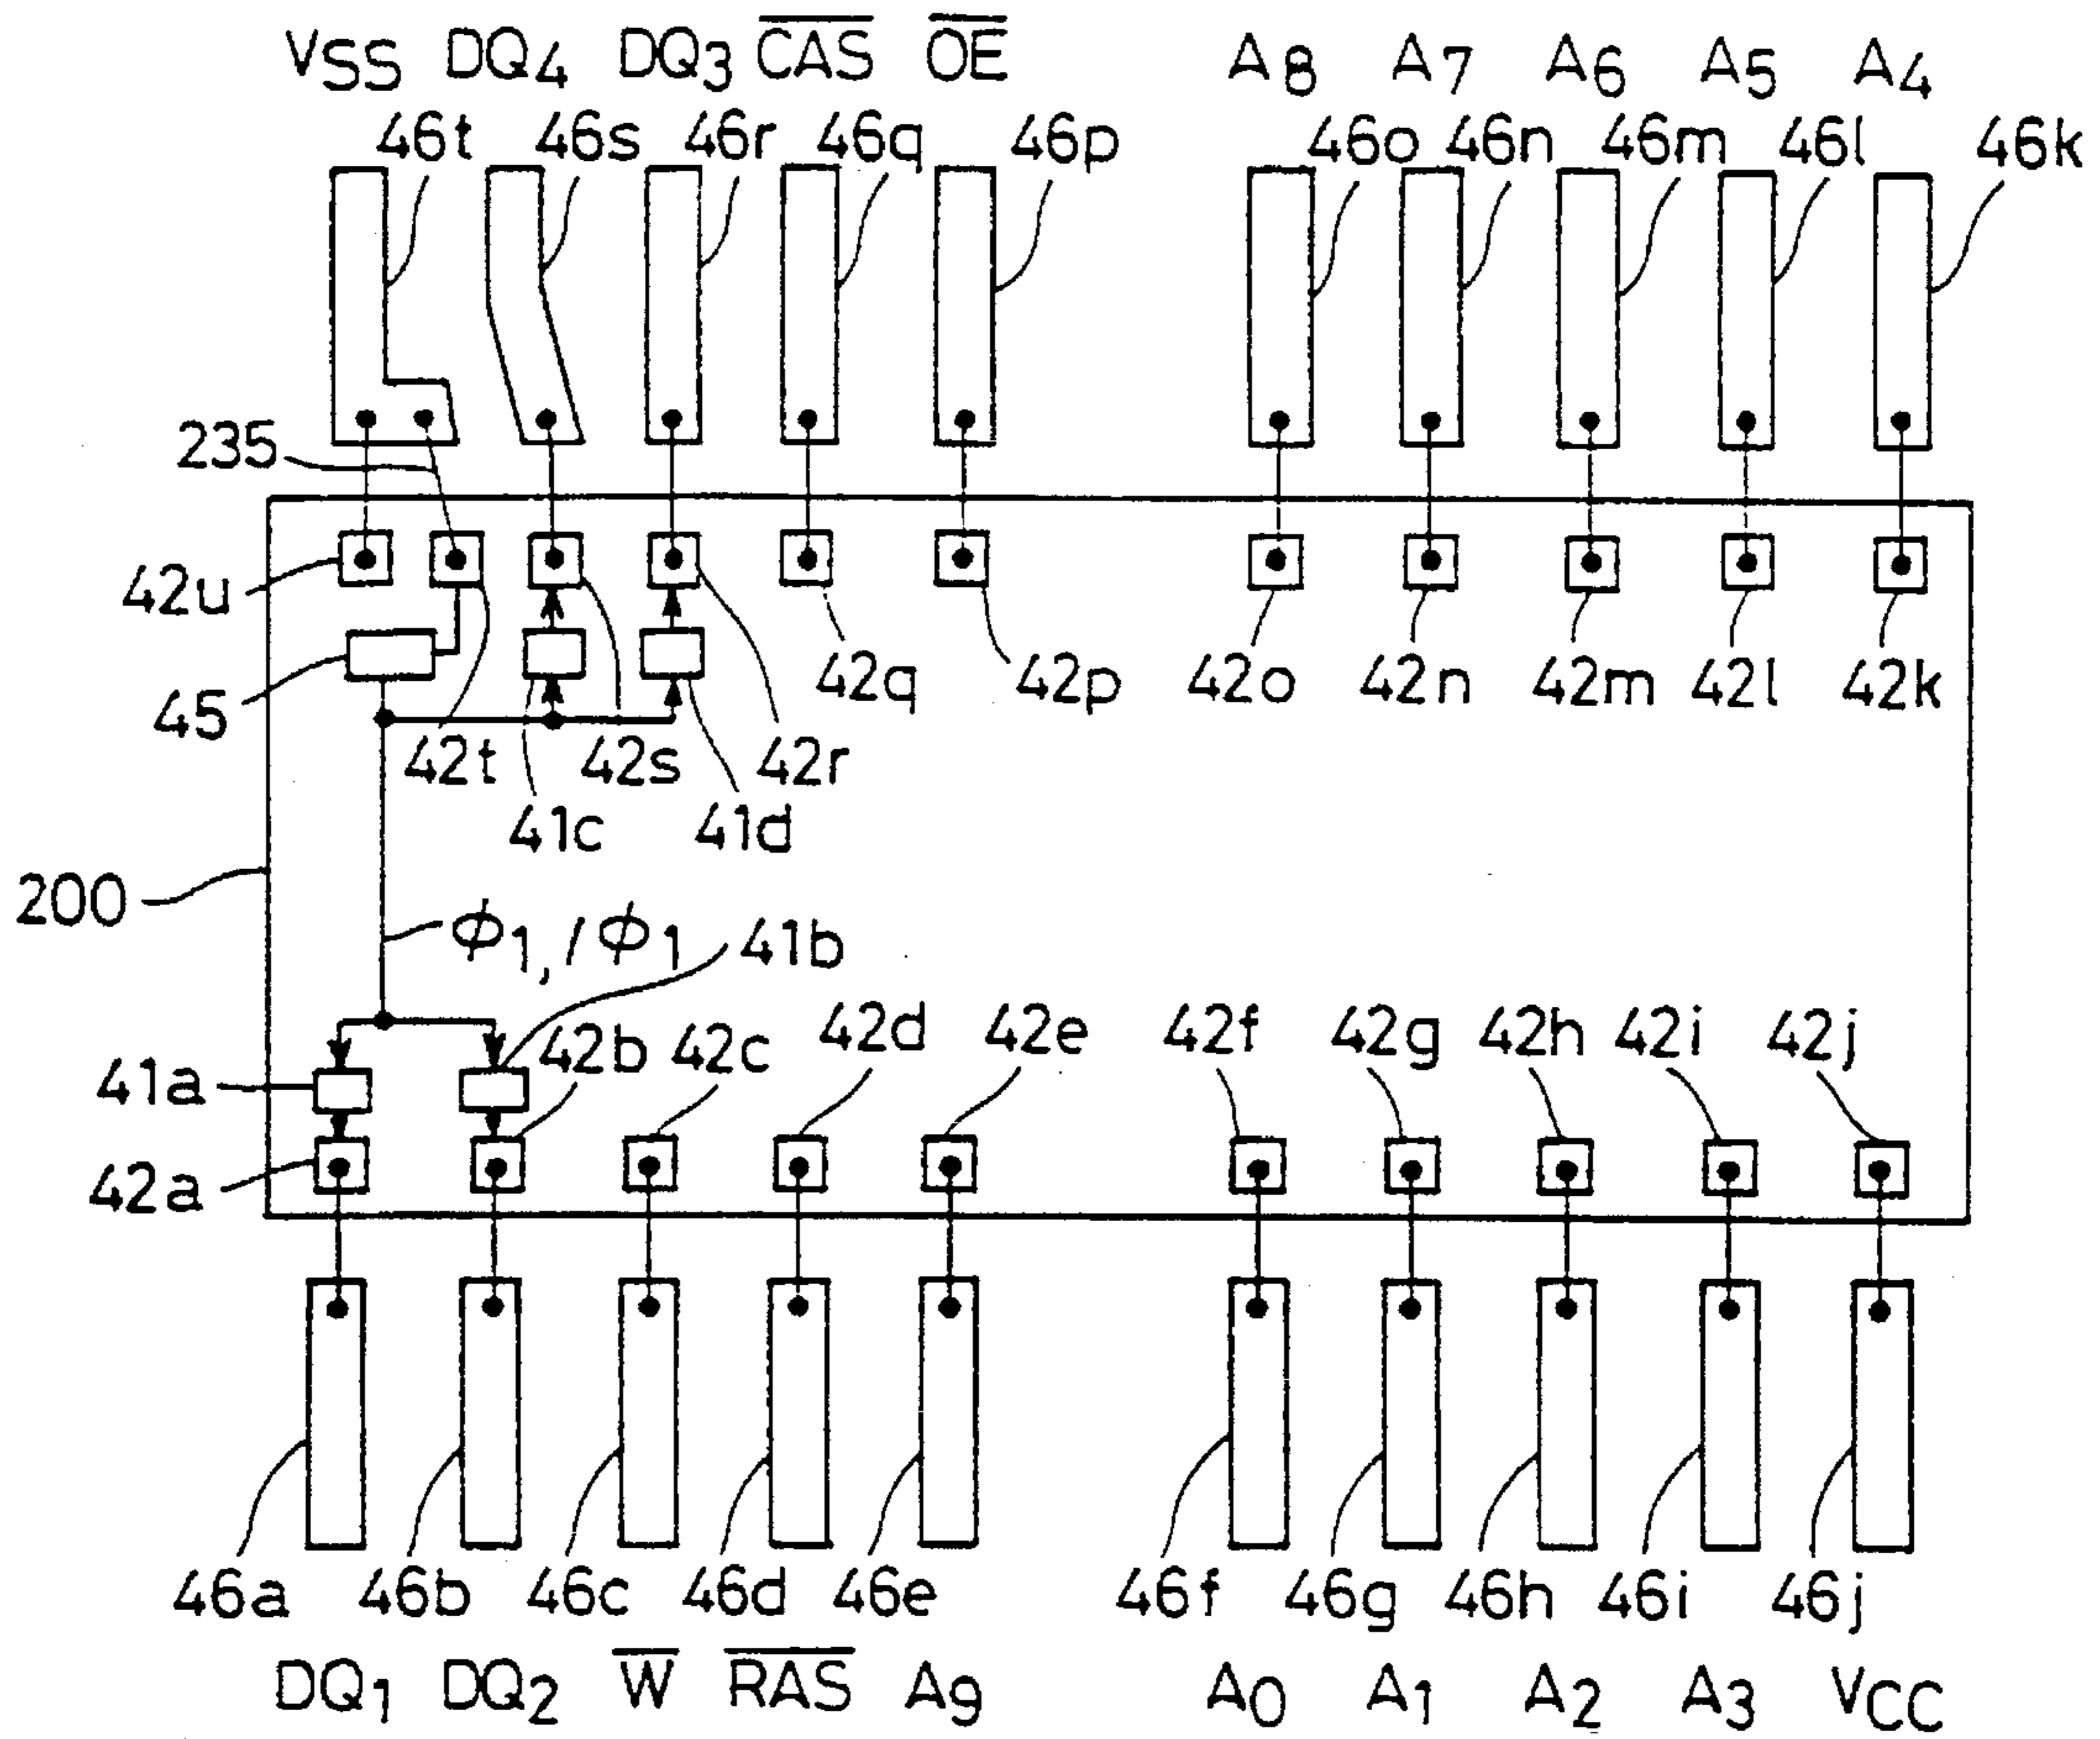 VSS DQ4 DQ3 C̅A̅S̅ O̅E̅ A8 A7 A6 A5 A4
46t 46s 46r 46q 46p 46o 46n 46m 46l 46k
235
42u
45
42q 42p 42o 42n 42m 42l 42k
42t 42s 42r
41c 41d
200
ϕ1, /ϕ1 41b
42b 42c 42d 42e 42f 42g 42h 42i 42j
41a
42a
46a 46b 46c 46d 46e 46f 46g 46h 46i 46j
DQ1 DQ2 W̅ R̅A̅S̅ A9 A0 A1 A2 A3 VCC